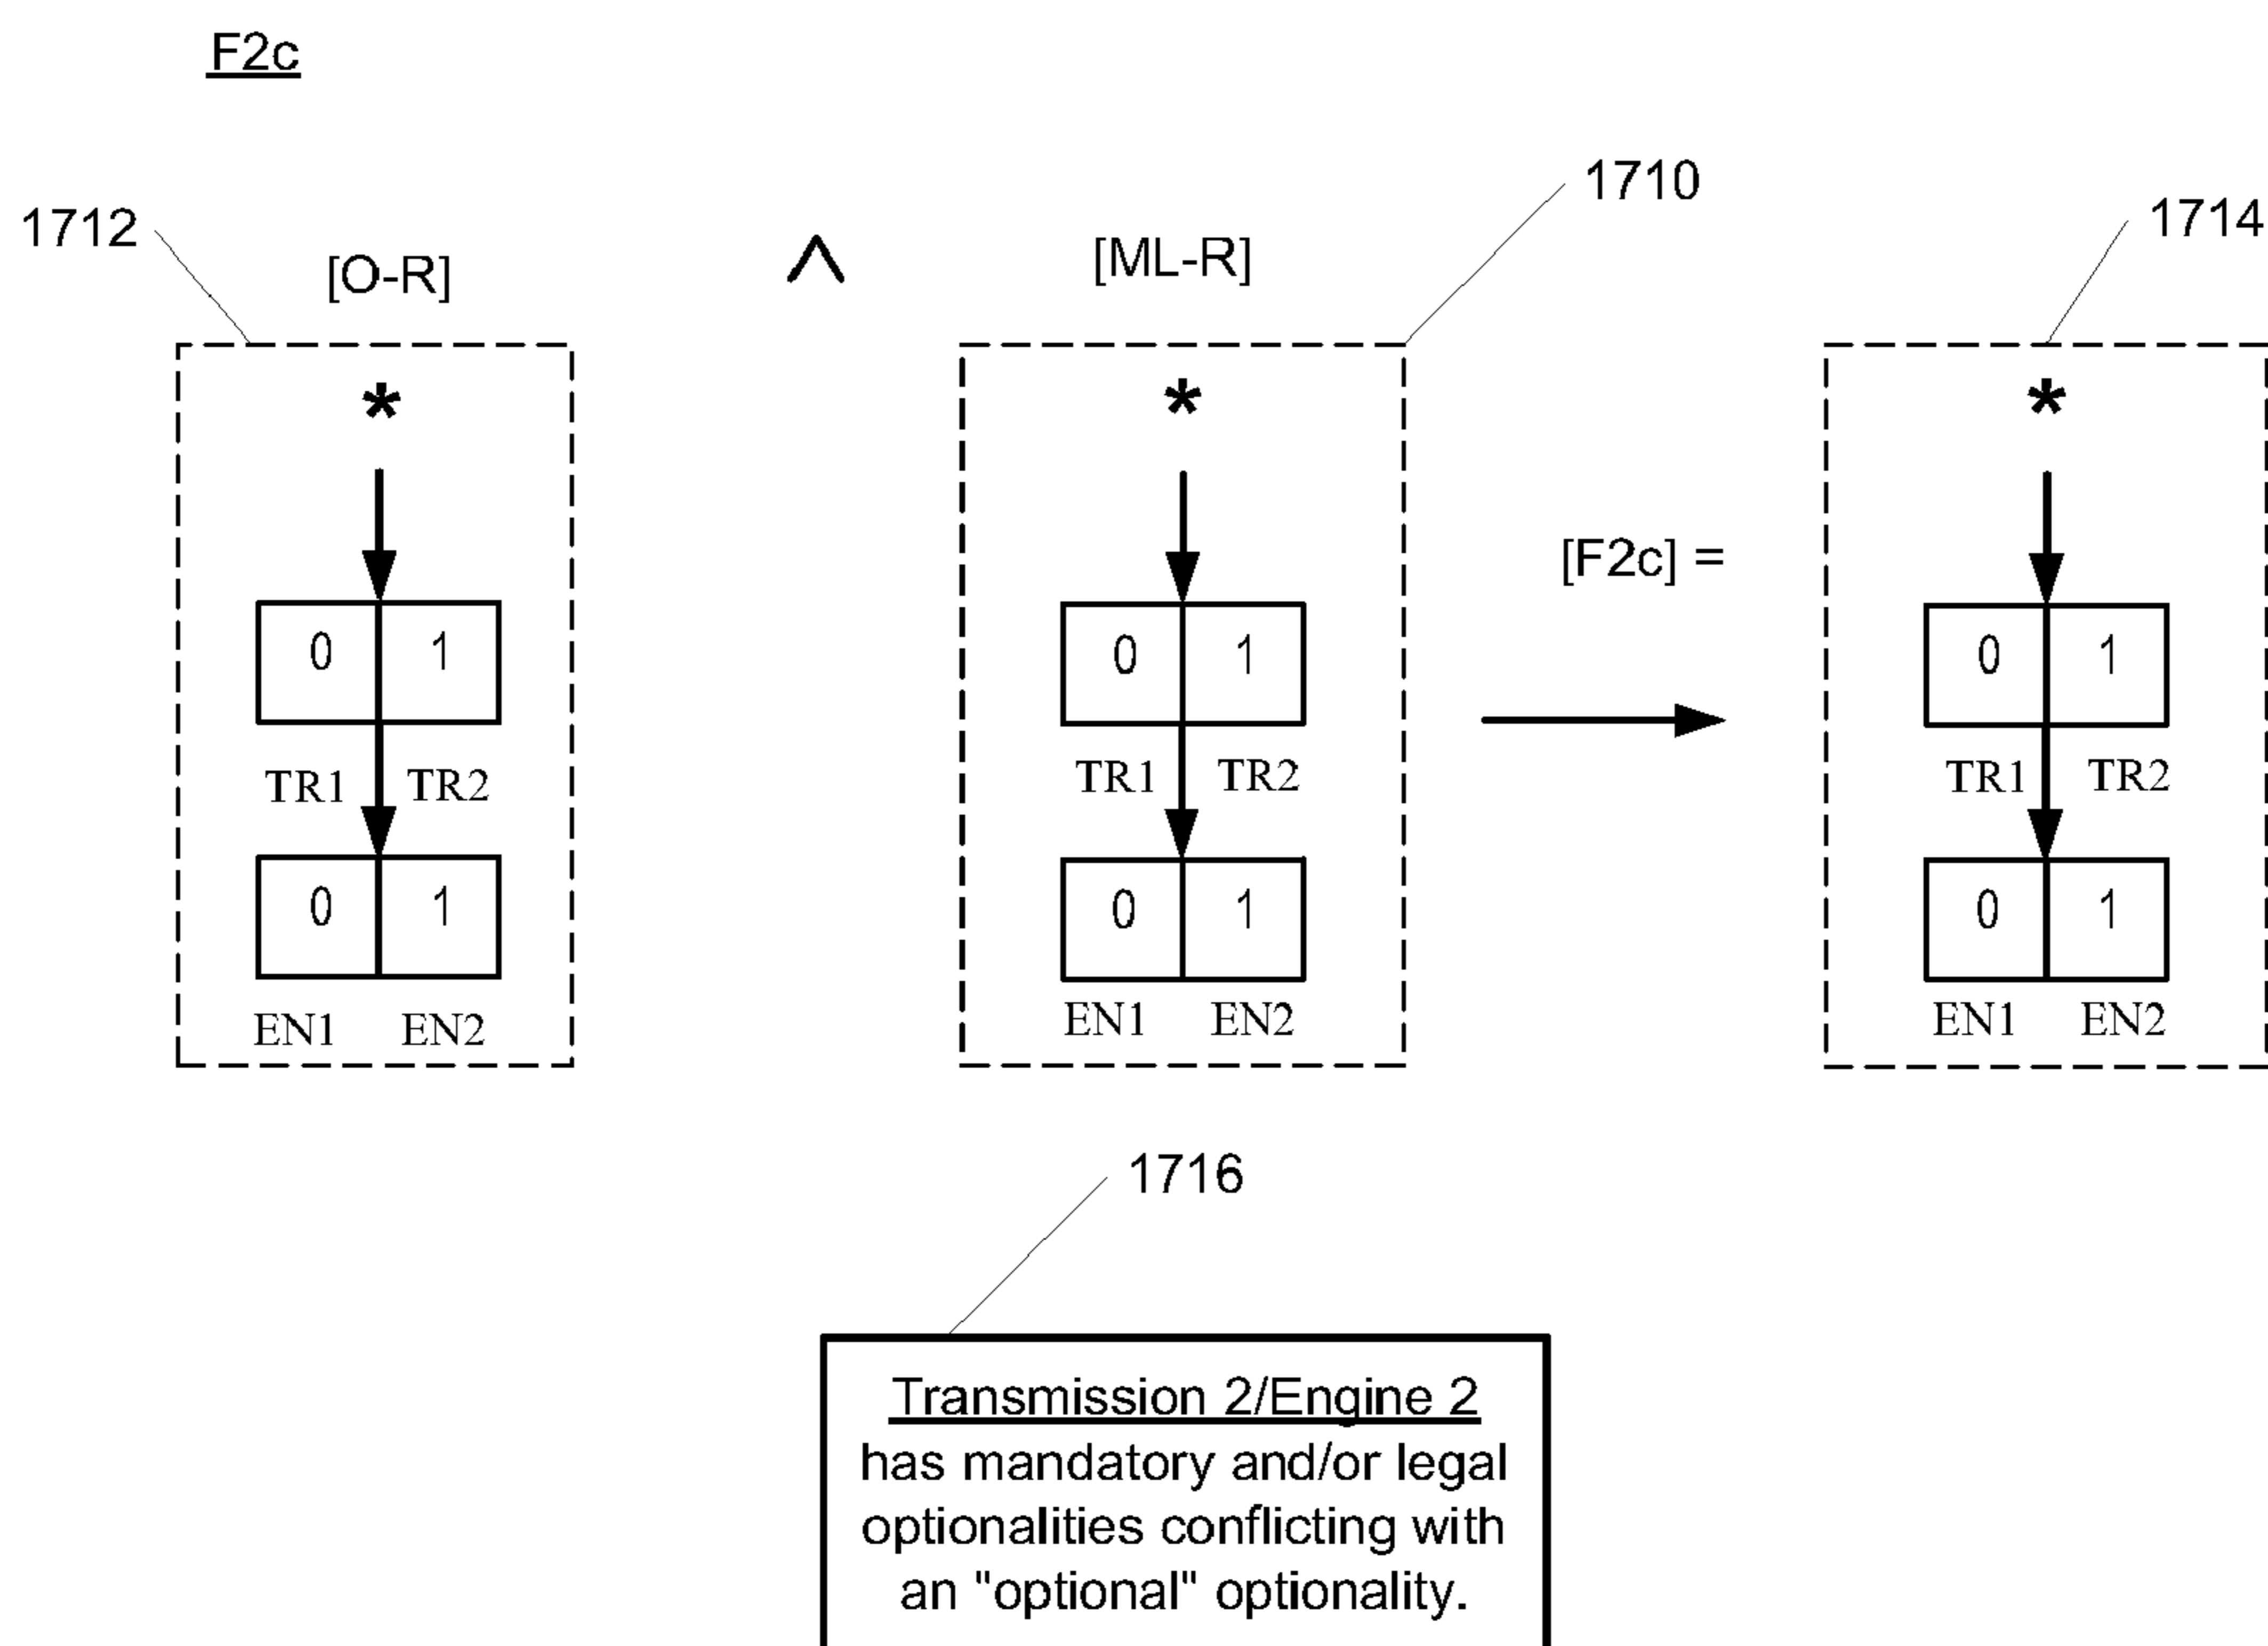 F2c
1712
[O-R]
∧
[ML-R]
1710
1714
*
*
*
0 1
0 1
[F2c] =
0 1
TR1 TR2
TR1 TR2
TR1 TR2
0 1
0 1
0 1
EN1 EN2
EN1 EN2
EN1 EN2
1716
Transmission 2/Engine 2
has mandatory and/or legal
optionalities conflicting with
an "optional" optionality.